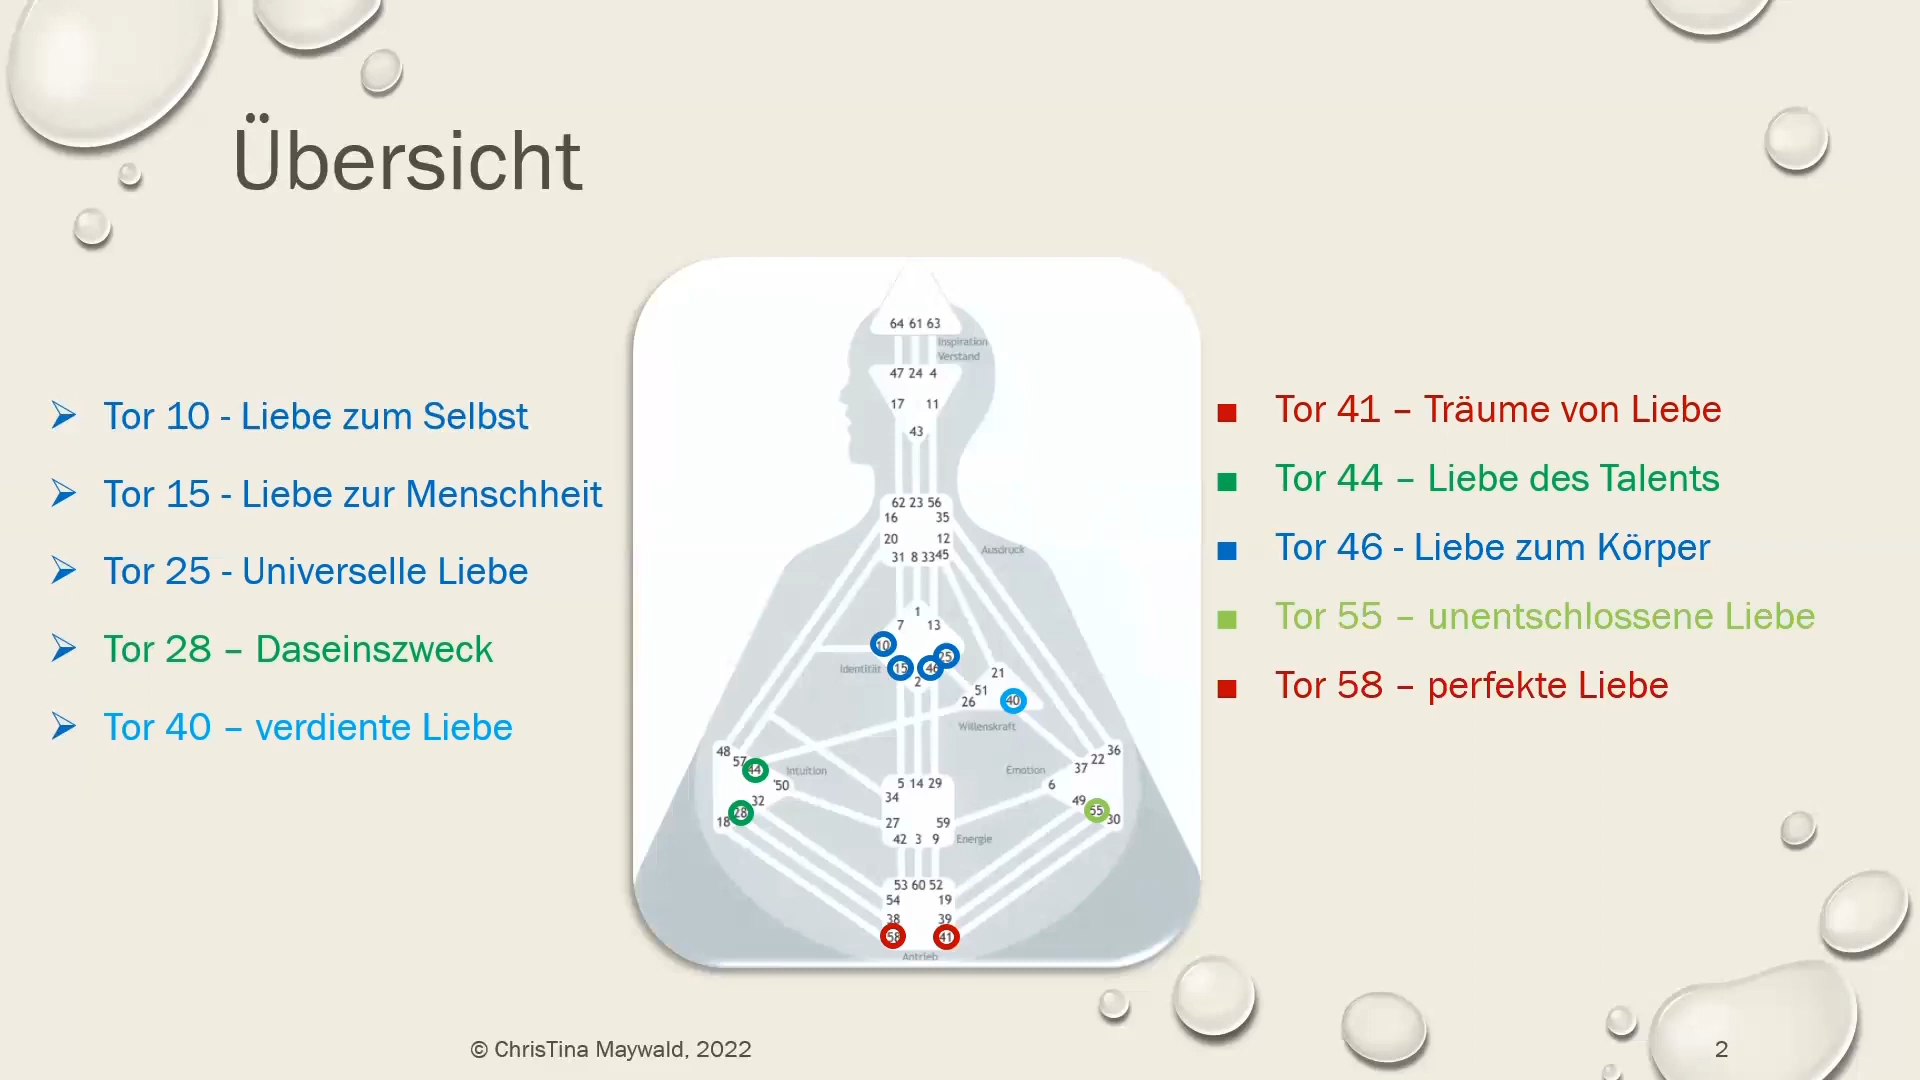 Übersicht
Tor 10 - Liebe zum Selbst
Tor 15 - Liebe zur Menschheit
Tor 25 - Universelle Liebe
Tor 28 – Daseinszweck
Tor 40 – verdiente Liebe
64 61 63
Inspiration
Verstand
47 24 4
17 11
43
62 23 56
16 35
20 12
31 8 33 45
Ausdruck
1
7 13
10 25
Identität 15 46
2
21
51
26 40
Willenskraft
48 57 44 Intuition
50
32
28
18
5 14 29
34
27 59
42 3 9 Energie
Emotion 37 22 36
6
49 55
30
53 60 52
54 19
38 39
58 41
Antrieb
Tor 41 – Träume von Liebe
Tor 44 – Liebe des Talents
Tor 46 - Liebe zum Körper
Tor 55 – unentschlossene Liebe
Tor 58 – perfekte Liebe
© ChrisTina Maywald, 2022
2